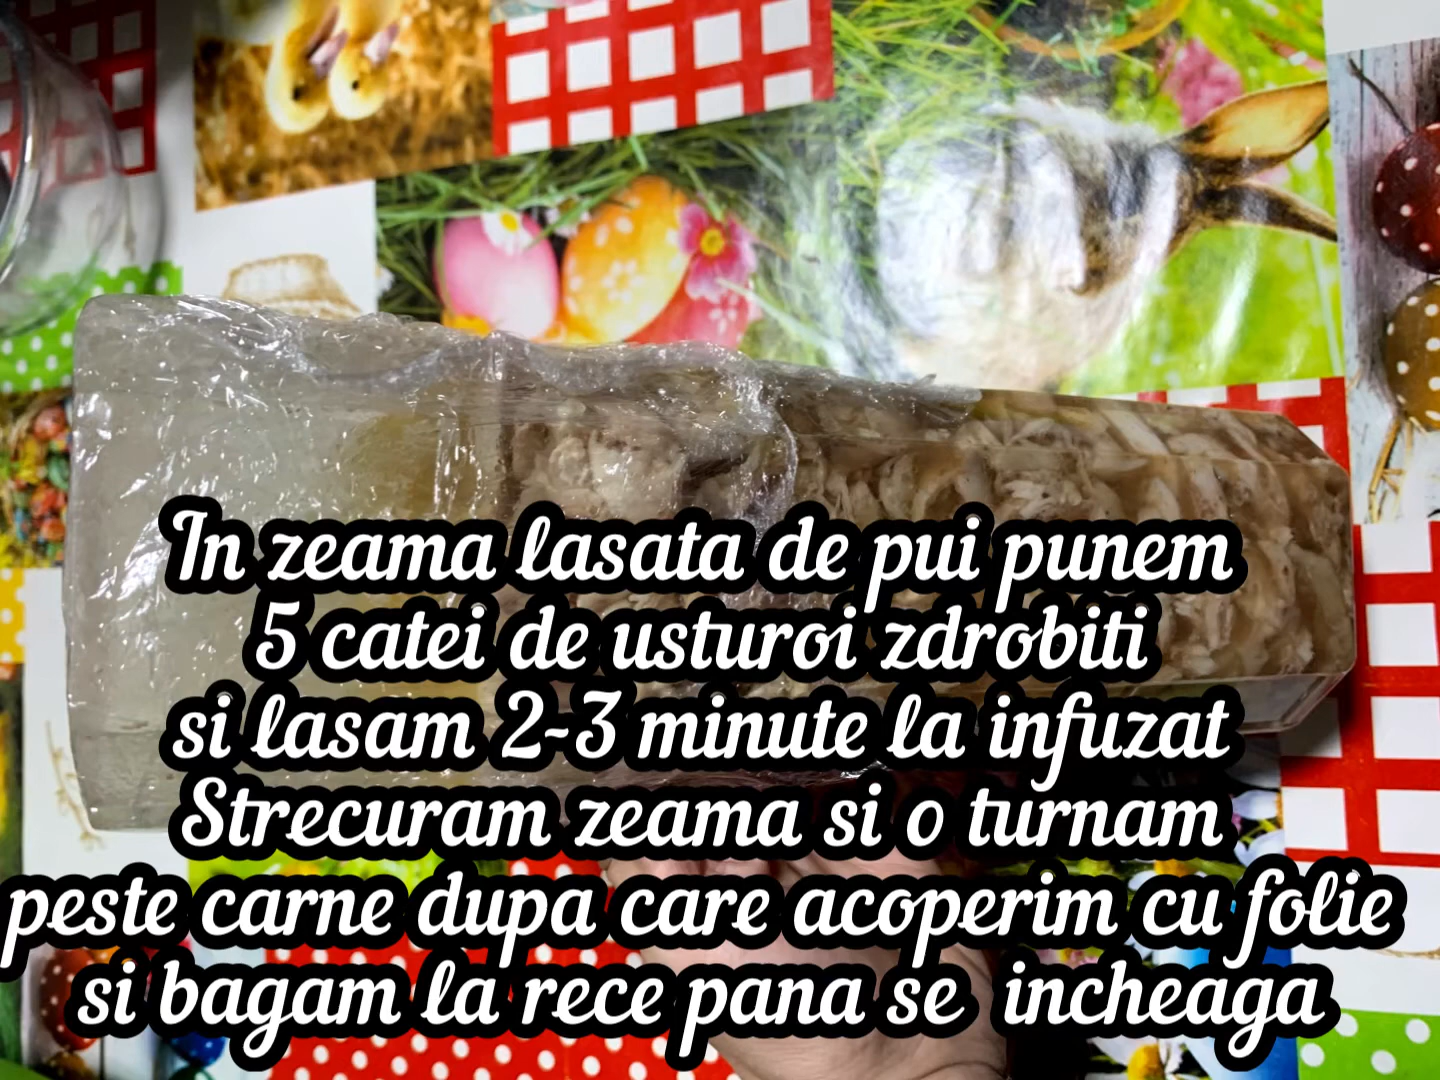 In zeama lasata de pui punem
5 catei de usturoi zdrobiti
si lasam 2-3 minute la infuzat
Strecuram zeama si o turnam
peste carne dupa care acoperim cu folie
si bagam la rece pana se incheaga